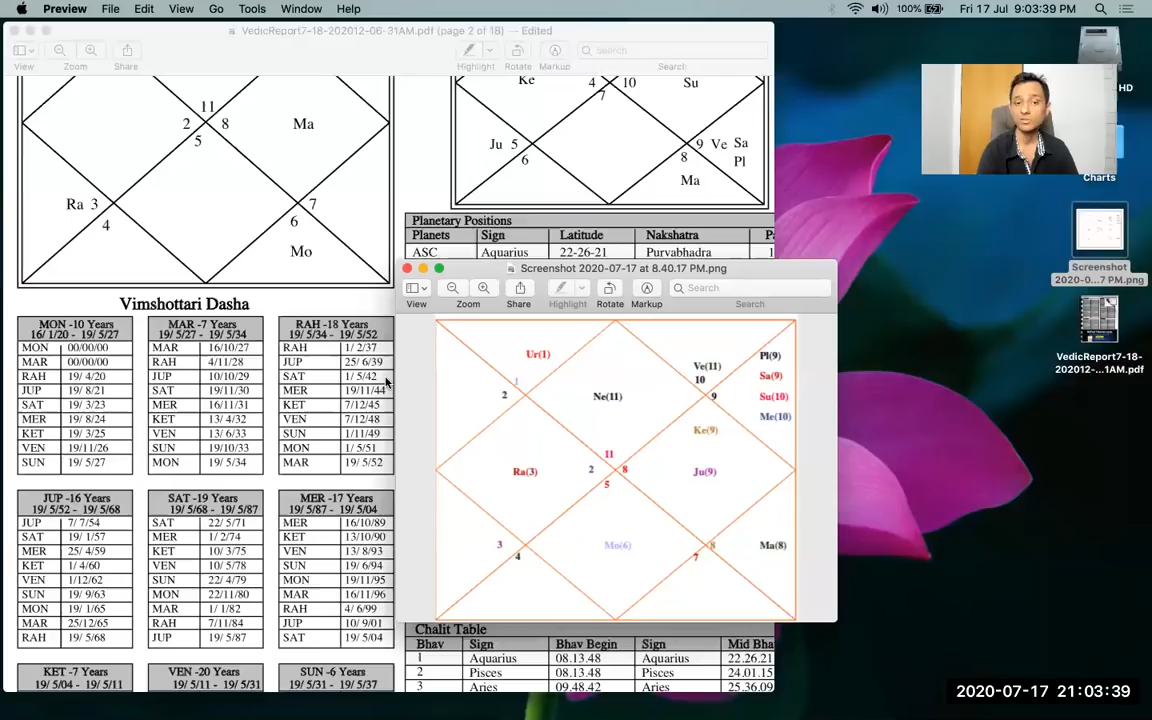 Preview File Edit View Go Tools Window Help 100% Fri 17 Jul 9:03:39 PM
VedicReport7-18-202012-06-31AM.pdf (page 2 of 18) — Edited
Search
View Zoom Share Highlight Rotate Markup Search
HD
Charts
Screenshot
2020-0...7 PM.png
VedicReport7-18-
202012-...1AM.pdf
11
2 8
5
Ma
Ra 3
4
7
6
Mo
Ke
4 10
7
Su
Ju 5
6
9 Ve Sa
Pl
8
Ma
Planetary Positions
Planets Sign Latitude Nakshatra
ASC Aquarius 22-26-21 Purvabhadra 1
Vimshottari Dasha
MON -10 Years
16/ 1/20 - 19/ 5/27
MON 00/00/00
MAR 00/00/00
RAH 19/ 4/20
JUP 19/ 8/21
SAT 19/ 3/23
MER 19/ 8/24
KET 19/ 3/25
VEN 19/11/26
SUN 19/ 5/27
MAR -7 Years
19/ 5/27 - 19/ 5/34
MAR 16/10/27
RAH 4/11/28
JUP 10/10/29
SAT 19/11/30
MER 16/11/31
KET 13/ 4/32
VEN 13/ 6/33
SUN 19/10/33
MON 19/ 5/34
RAH -18 Years
19/ 5/34 - 19/ 5/52
RAH 1/ 2/37
JUP 25/ 6/39
SAT 1/ 5/42
MER 19/11/44
KET 7/12/45
VEN 7/12/48
SUN 1/11/49
MON 1/ 5/51
MAR 19/ 5/52
JUP -16 Years
19/ 5/52 - 19/ 5/68
JUP 7/ 7/54
SAT 19/ 1/57
MER 25/ 4/59
KET 1/ 4/60
VEN 1/12/62
SUN 19/ 9/63
MON 19/ 1/65
MAR 25/12/65
RAH 19/ 5/68
SAT -19 Years
19/ 5/68 - 19/ 5/87
SAT 22/ 5/71
MER 1/ 2/74
KET 10/ 3/75
VEN 10/ 5/78
SUN 22/ 4/79
MON 22/11/80
MAR 1/ 1/82
RAH 7/11/84
JUP 19/ 5/87
MER -17 Years
19/ 5/87 - 19/ 5/04
MER 16/10/89
KET 13/10/90
VEN 13/ 8/93
SUN 19/ 6/94
MON 19/11/95
MAR 16/11/96
RAH 4/ 6/99
JUP 10/ 9/01
SAT 19/ 5/04
KET -7 Years
19/ 5/04 - 19/ 5/11
VEN -20 Years
19/ 5/11 - 19/ 5/31
SUN -6 Years
19/ 5/31 - 19/ 5/37
Screenshot 2020-07-17 at 8.40.17 PM.png
Search
View Zoom Share Highlight Rotate Markup Search
Ur(1)
1
2
Ne(11)
Ve(11)
10
9
Pl(9)
Sa(9)
Su(10)
Me(10)
Ke(9)
Ra(3)
11
2 8
5
Ju(9)
3
4
Mo(6)
8
7
Ma(8)
Chalit Table
Bhav Sign Bhav Begin Sign Mid Bha
1 Aquarius 08.13.48 Aquarius 22.26.21
2 Pisces 08.13.48 Pisces 24.01.15
3 Aries 09.48.42 Aries 25.36.09
2020-07-17 21:03:39